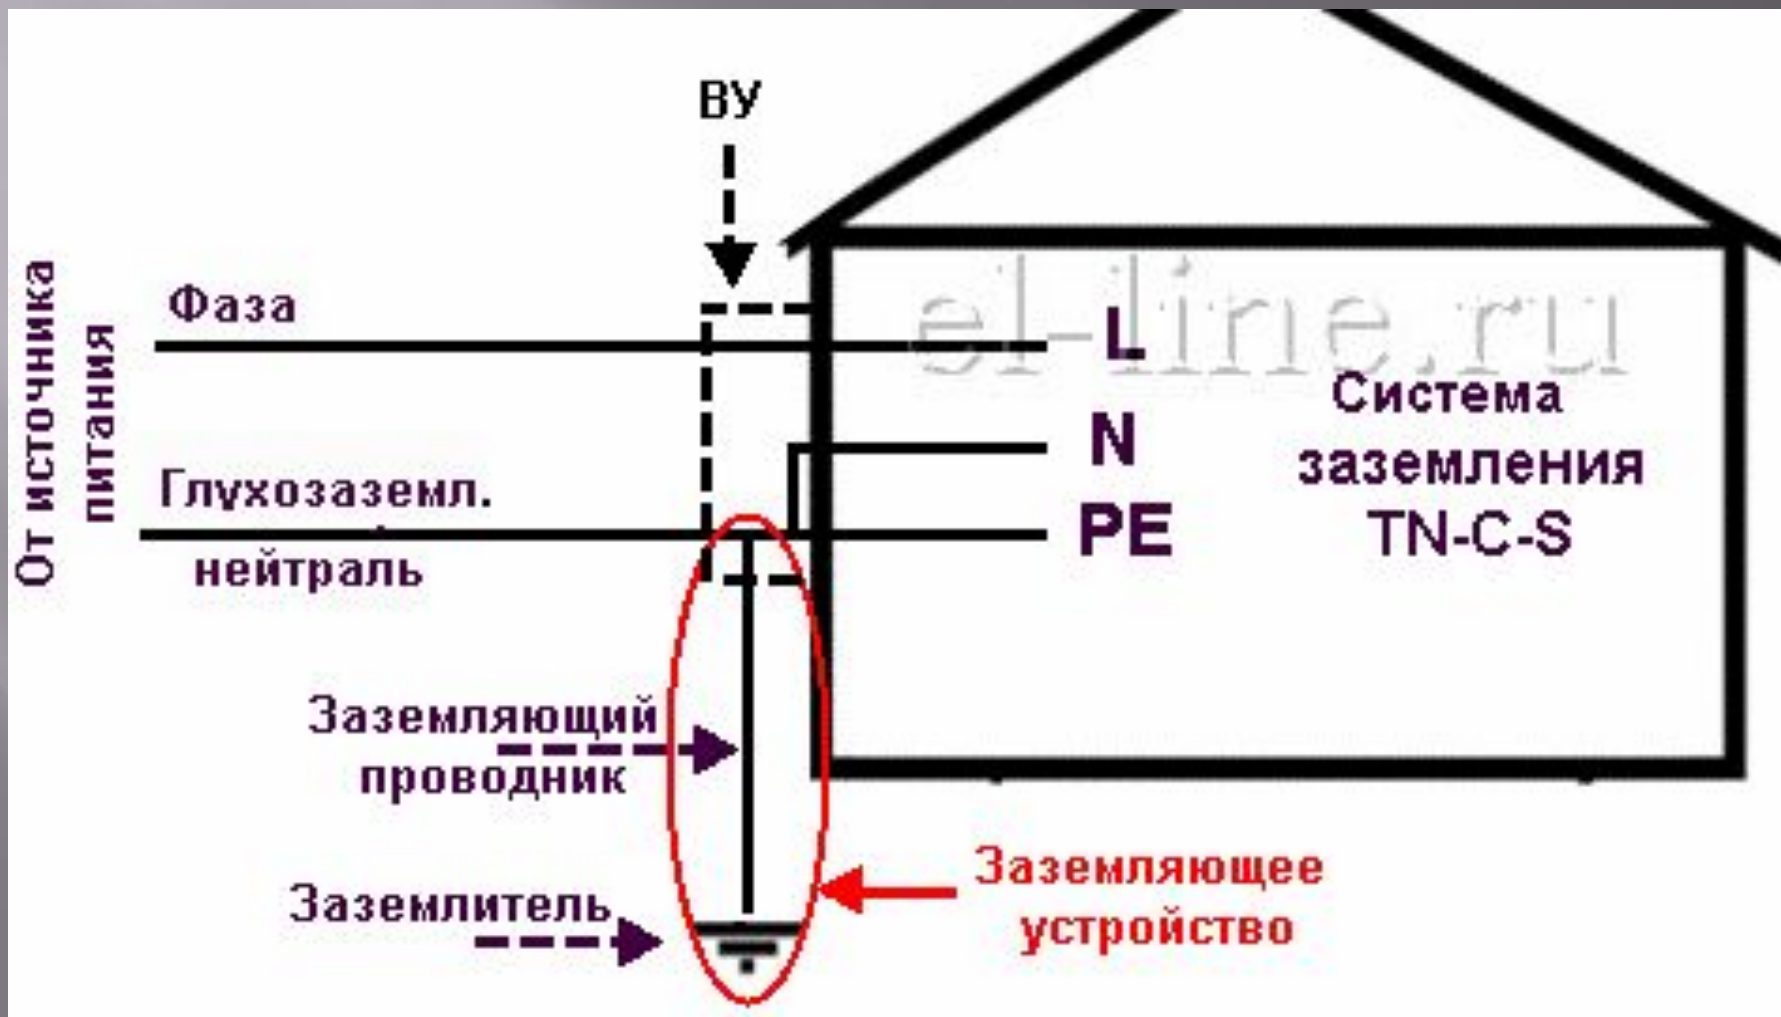 ВУ
От источника
питания
Фаза
Глухозаземл.
нейтраль
el-line.ru
L
N
PE
Система
заземления
TN-C-S
Заземляющий
проводник
Заземлитель
Заземляющее
устройство